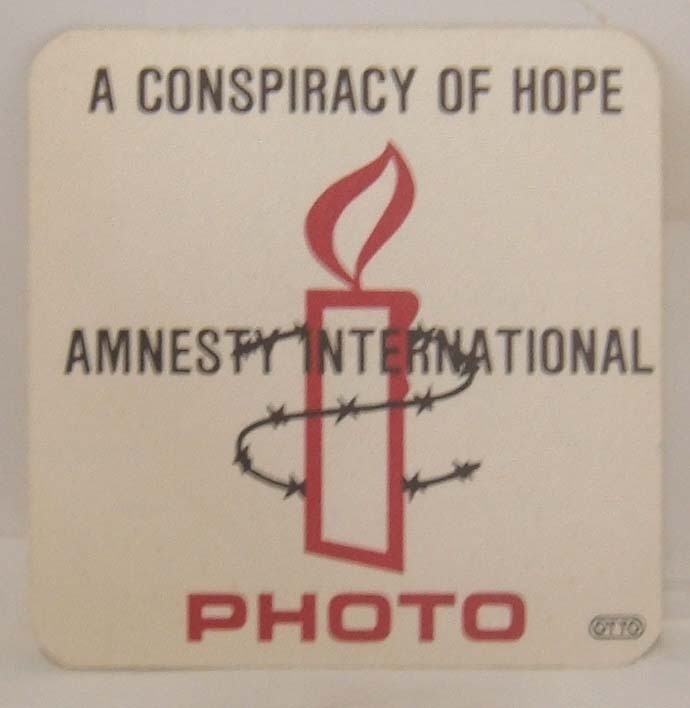 A CONSPIRACY OF HOPE
AMNESTY INTERNATIONAL
PHOTO
OTTO